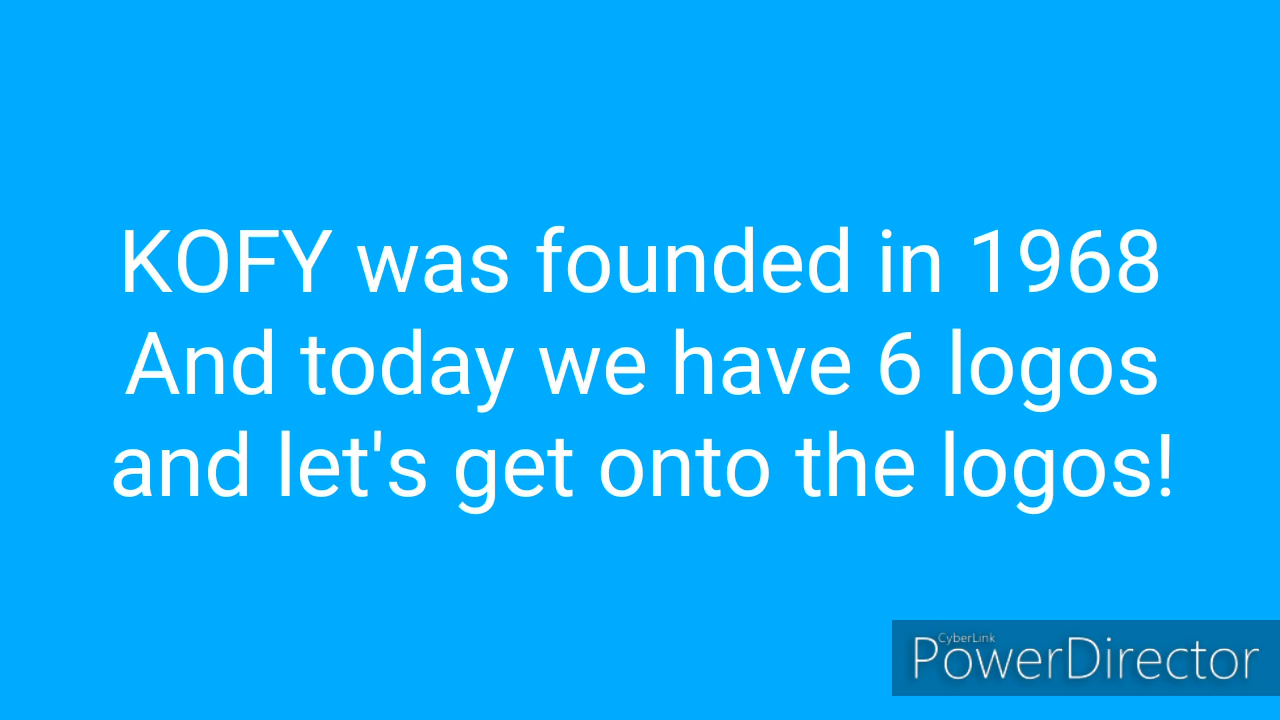 KOFY was founded in 1968
And today we have 6 logos
and let's get onto the logos!
CyberLink
PowerDirector